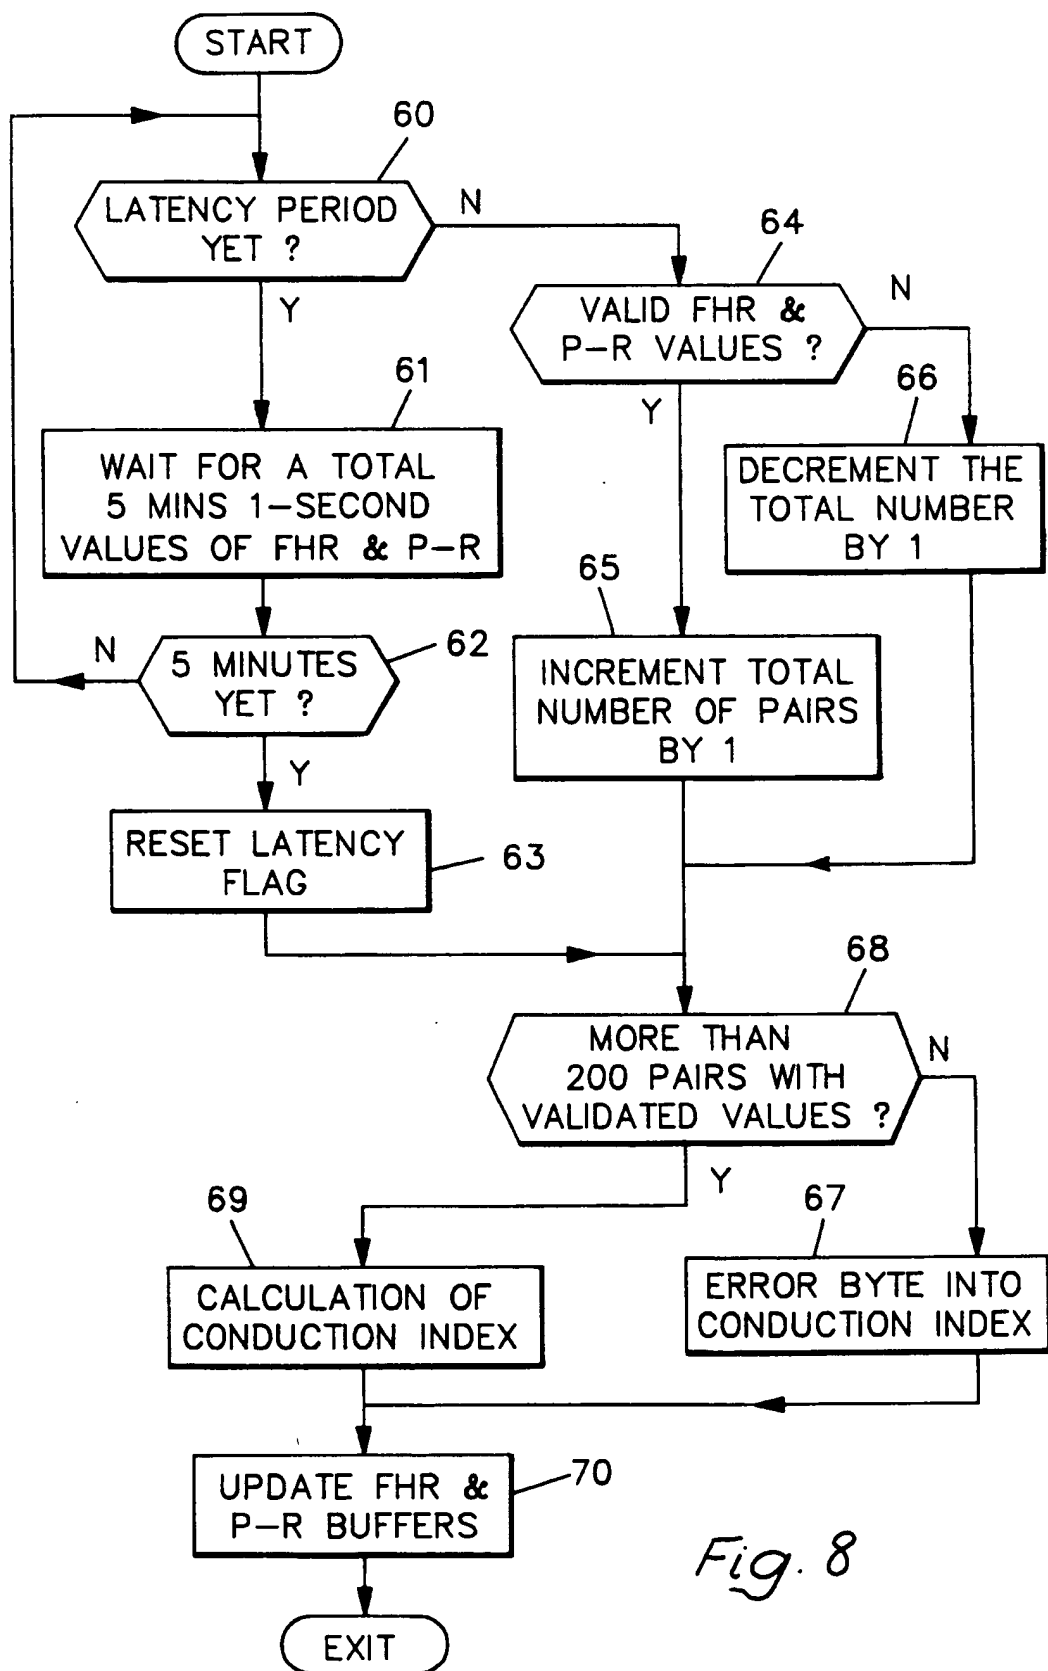 START
60
LATENCY PERIOD
YET ?
N
Y
64
VALID FHR &
P-R VALUES ?
N
Y
61
WAIT FOR A TOTAL
5 MINS 1-SECOND
VALUES OF FHR & P-R
66
DECREMENT THE
TOTAL NUMBER
BY 1
62
5 MINUTES
YET ?
N
Y
65
INCREMENT TOTAL
NUMBER OF PAIRS
BY 1
RESET LATENCY
FLAG
63
68
MORE THAN
200 PAIRS WITH
VALIDATED VALUES ?
N
Y
69
CALCULATION OF
CONDUCTION INDEX
67
ERROR BYTE INTO
CONDUCTION INDEX
UPDATE FHR &
P-R BUFFERS
70
EXIT
Fig. 8